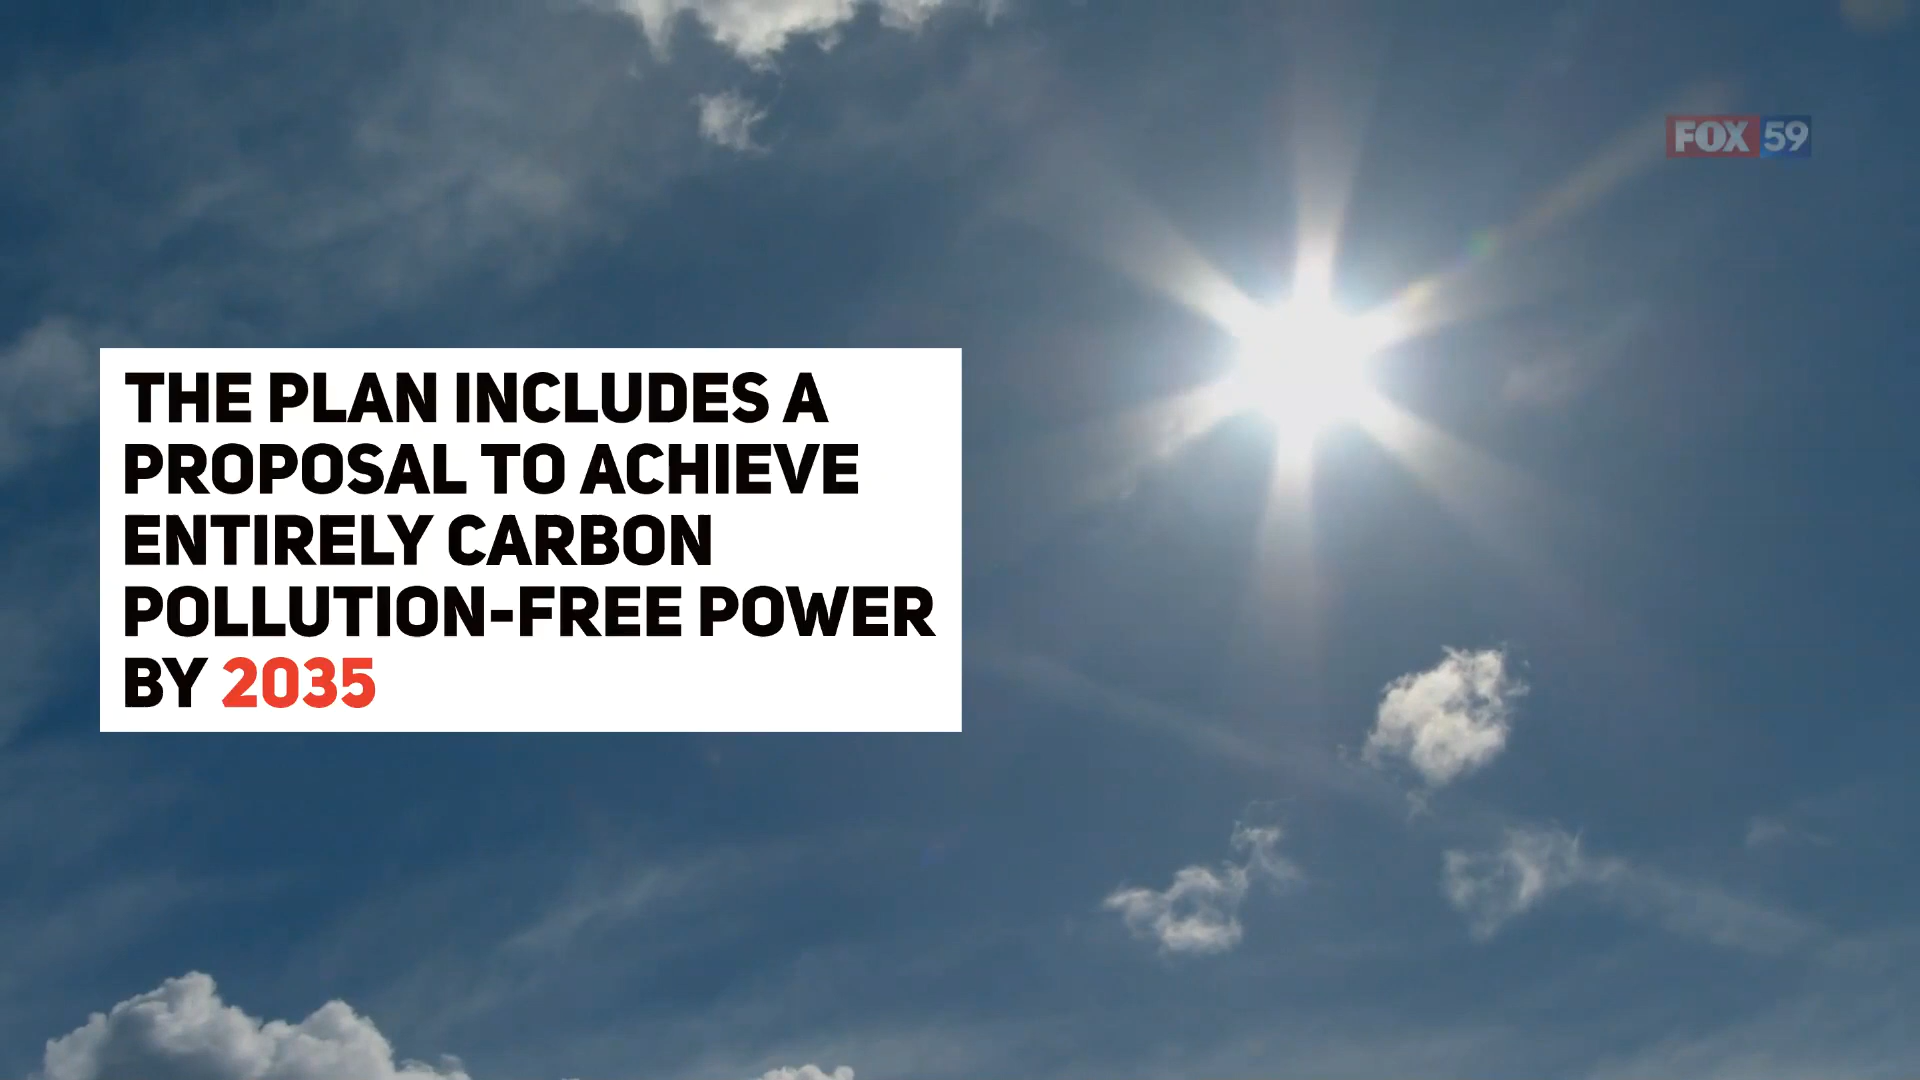 FOX 59
THE PLAN INCLUDES A
PROPOSAL TO ACHIEVE
ENTIRELY CARBON
POLLUTION-FREE POWER
BY 2035